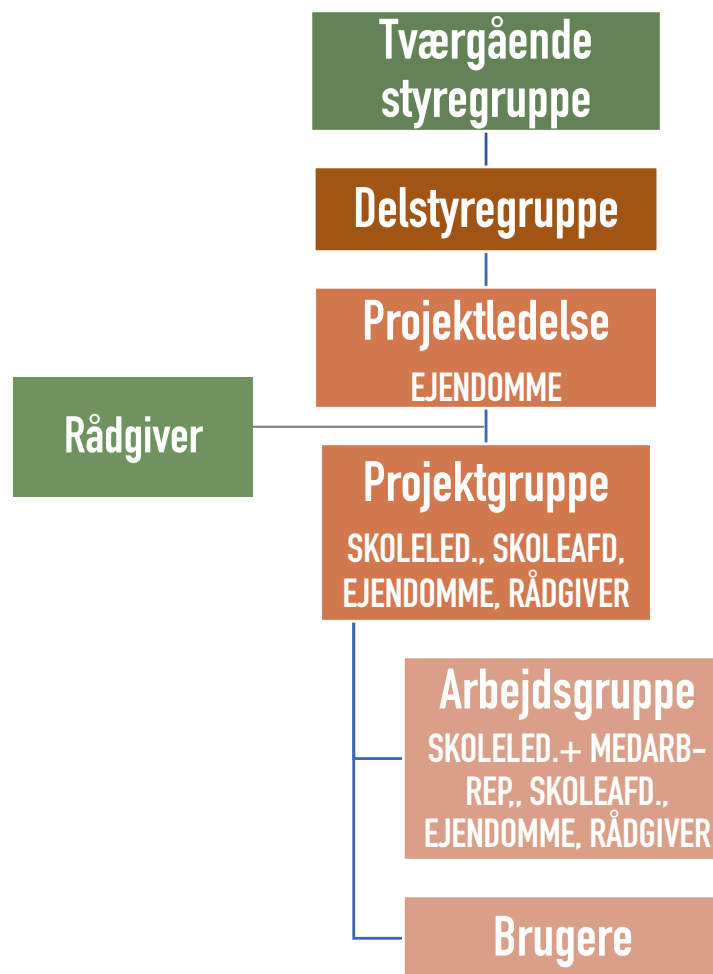 Tværgående
styregruppe
Delstyregruppe
Projektledelse
EJENDOMME
Rådgiver
Projektgruppe
SKOLELED., SKOLEAFD,
EJENDOMME, RÅDGIVER
Arbejdsgruppe
SKOLELED.+ MEDARB-
REP,, SKOLEAFD.,
EJENDOMME, RÅDGIVER
Brugere